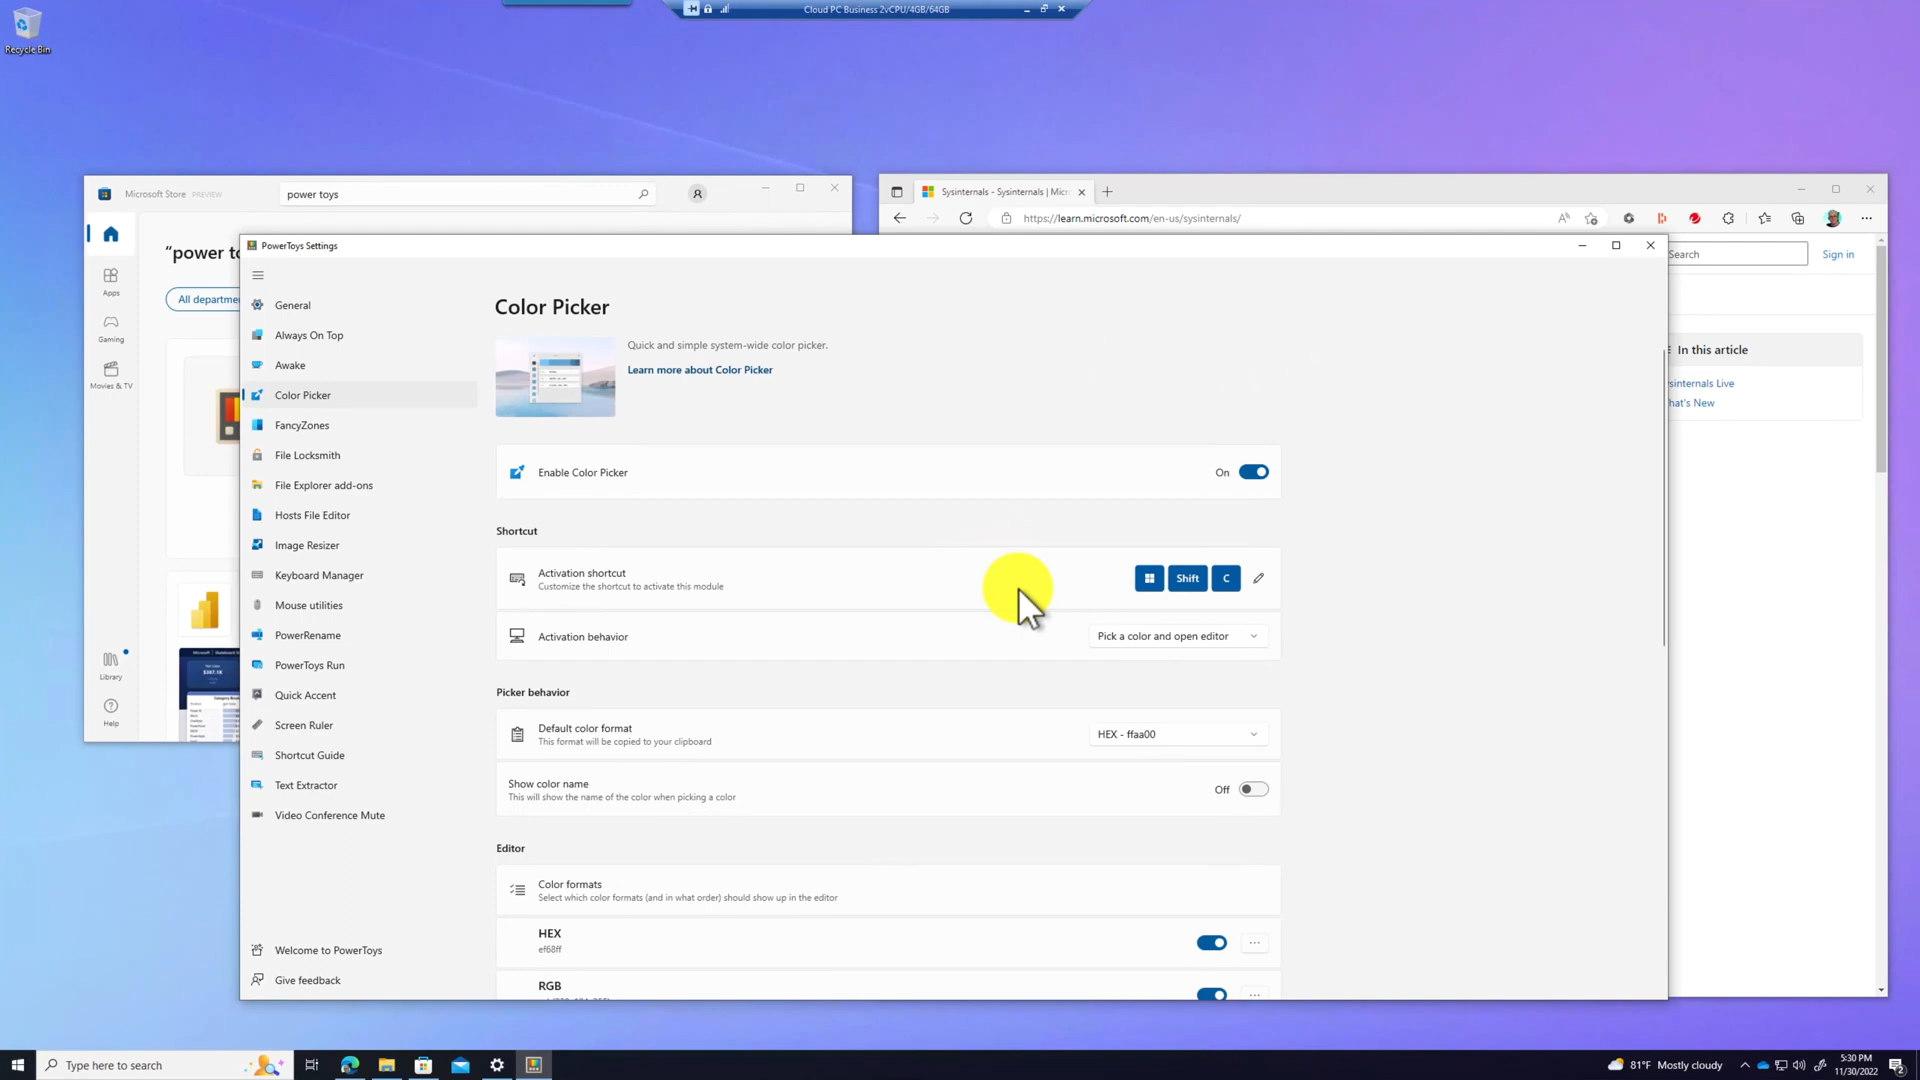 Cloud PC Business 2vCPU/4GB/64GB
Recycle Bin
Microsoft Store PREVIEW
power toys
Sysinternals - Sysinternals | Micr
https://learn.microsoft.com/en-us/sysinternals/
"power to
All departme
Apps
Gaming
Movies & TV
Library
Help
Search
Sign in
In this article
sinternals Live
hat's New
PowerToys Settings
General
Always On Top
Awake
Color Picker
FancyZones
File Locksmith
File Explorer add-ons
Hosts File Editor
Image Resizer
Keyboard Manager
Mouse utilities
PowerRename
PowerToys Run
Quick Accent
Screen Ruler
Shortcut Guide
Text Extractor
Video Conference Mute
Welcome to PowerToys
Give feedback
Color Picker
Quick and simple system-wide color picker.
Learn more about Color Picker
Enable Color Picker
On
Shortcut
Activation shortcut
Customize the shortcut to activate this module
Shift
C
Activation behavior
Pick a color and open editor
Picker behavior
Default color format
This format will be copied to your clipboard
HEX - ffaa00
Show color name
This will show the name of the color when picking a color
Off
Editor
Color formats
Select which color formats (and in what order) should show up in the editor
HEX
ef68ff
RGB
Type here to search
81°F Mostly cloudy
5:30 PM
11/30/2022
2